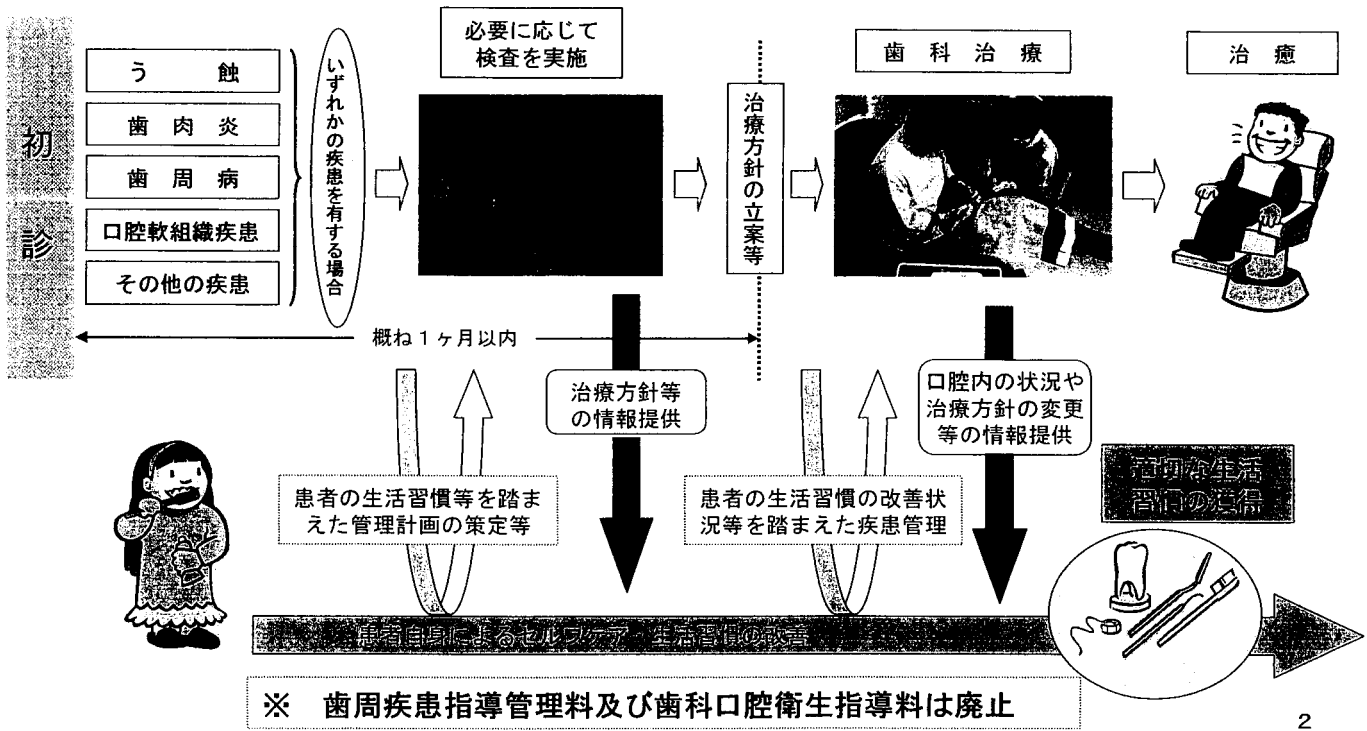 初
診
う 蝕
歯 肉 炎
歯 周 病
口腔軟組織疾患
その他の疾患
いずれかの疾患を有する場合
必要に応じて
検査を実施
治療方針の立案等
歯 科 治 療
治 癒
概ね１ヶ月以内
治療方針等
の情報提供
口腔内の状況や
治療方針の変更
等の情報提供
患者の生活習慣等を踏ま
えた管理計画の策定等
患者の生活習慣の改善状
況等を踏まえた疾患管理
適切な生活
習慣の獲得
患者自身によるセルフケア 生活習慣の改善
※ 歯周疾患指導管理料及び歯科口腔衛生指導料は廃止
2